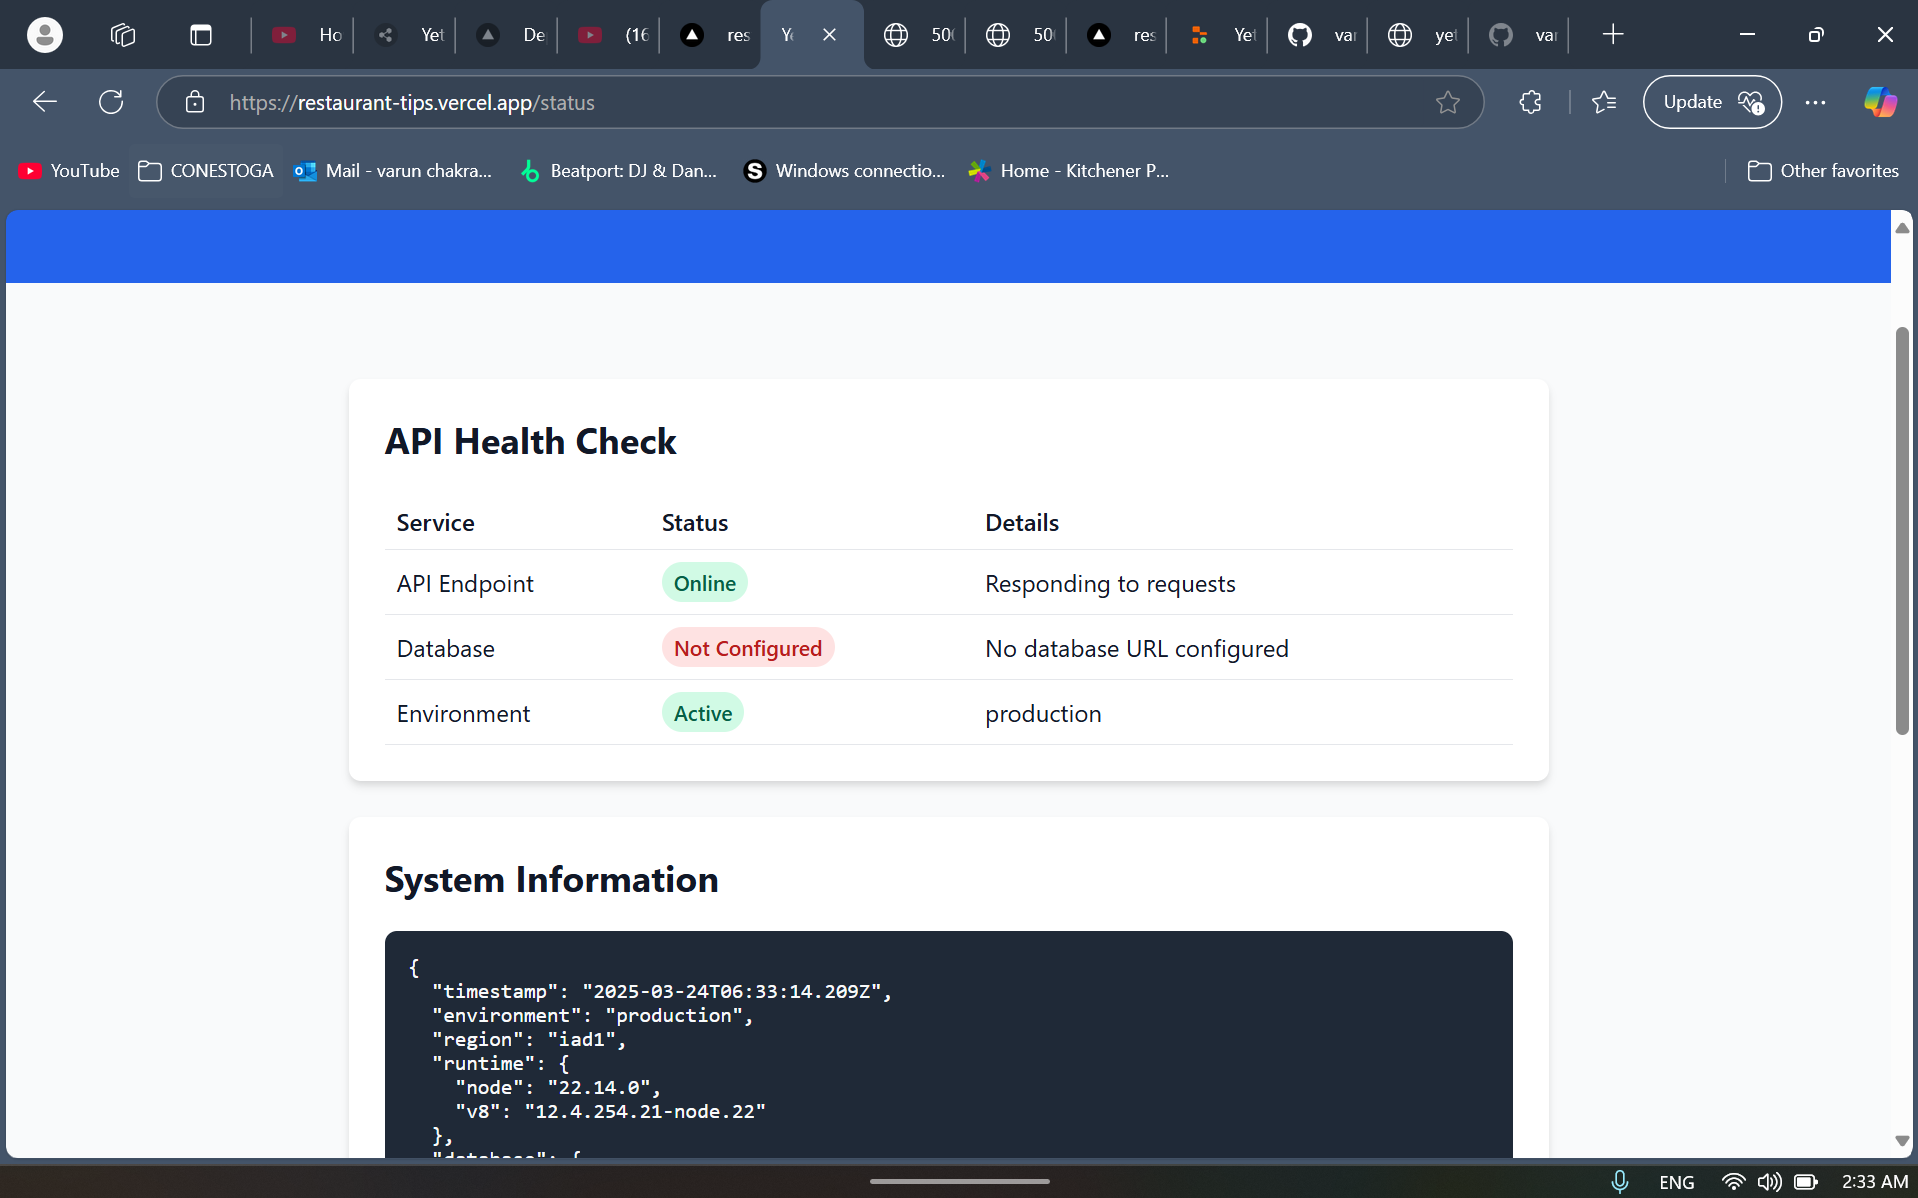 Ho
Yet
De
(16
res
Ye
50
50
res
Yet
var
yet
var
https://restaurant-tips.vercel.app/status
Update
YouTube
CONESTOGA
Mail - varun chakra...
Beatport: DJ & Dan...
Windows connectio...
Home - Kitchener P...
Other favorites
API Health Check
Service Status Details
API Endpoint Online Responding to requests
Database Not Configured No database URL configured
Environment Active production
System Information
{
"timestamp": "2025-03-24T06:33:14.209Z",
"environment": "production",
"region": "iad1",
"runtime": {
"node": "22.14.0",
"v8": "12.4.254.21-node.22"
},
"database": {
ENG
2:33 AM